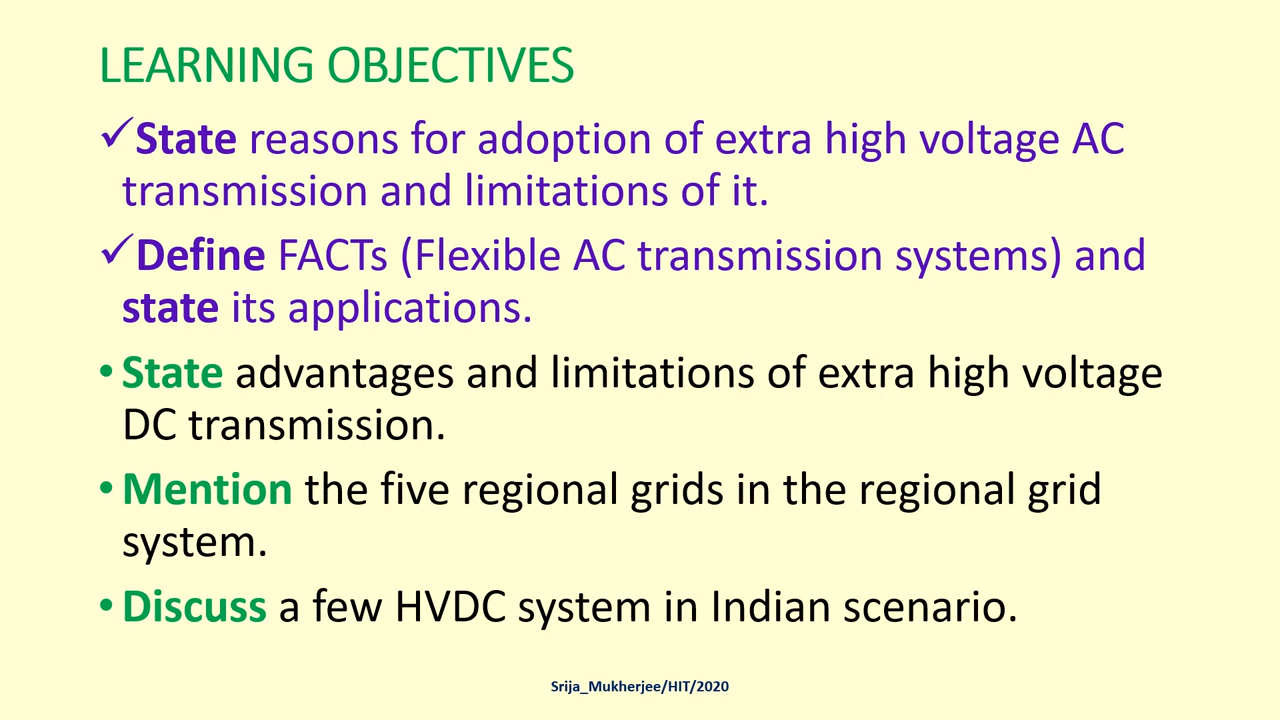 LEARNING OBJECTIVES
✓State reasons for adoption of extra high voltage AC
transmission and limitations of it.
✓Define FACTs (Flexible AC transmission systems) and
state its applications.
• State advantages and limitations of extra high voltage
DC transmission.
• Mention the five regional grids in the regional grid
system.
• Discuss a few HVDC system in Indian scenario.
Srija_Mukherjee/HIT/2020